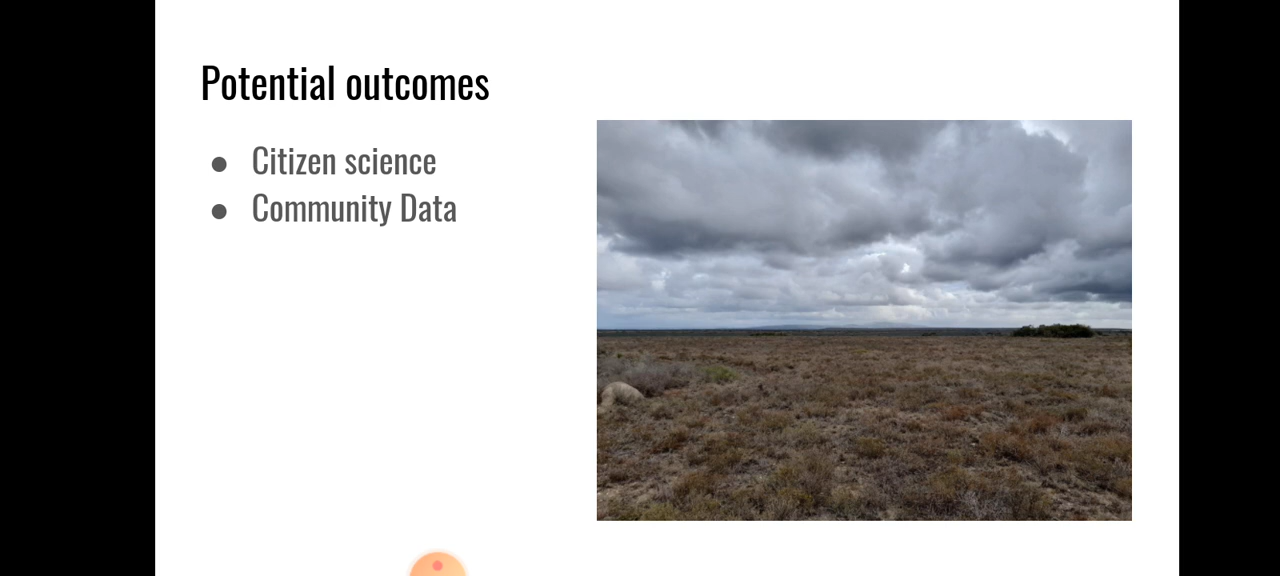 Potential outcomes
● Citizen science
● Community Data